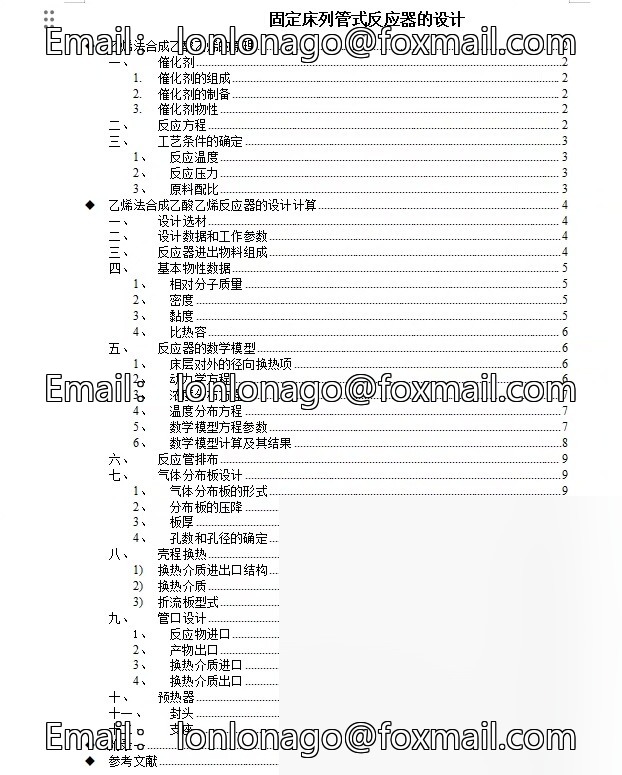 固定床列管式反应器的设计
Email： lonlonago@foxmail.com
一、 催化剂 2
1. 催化剂的组成 2
2. 催化剂的制备 2
3. 催化剂物性 2
二、 反应方程 2
三、 工艺条件的确定 3
1、 反应温度 3
2、 反应压力 3
3、 原料配比 3
◆ 乙烯法合成乙酸乙烯反应器的设计计算 4
一、 设计选材 4
二、 设计数据和工作参数 4
三、 反应器进出物料组成 4
四、 基本物性数据 5
1、 相对分子质量 5
2、 密度 5
3、 黏度 5
4、 比热容 6
五、 反应器的数学模型 6
1、 床层对外的径向换热项 6
2、 动力学方程 6
Email： lonlonago@foxmail.com
4、 温度分布方程 7
5、 数学模型方程参数 7
6、 数学模型计算及其结果 8
六、 反应管排布 9
七、 气体分布板设计 9
1、 气体分布板的形式 9
2、 分布板的压降
3、 板厚
4、 孔数和孔径的确定
八、 壳程换热
1) 换热介质进出口结构
2) 换热介质
3) 折流板型式
九、 管口设计
1、 反应物进口
2、 产物出口
3、 换热介质进口
4、 换热介质出口
十、 预热器
十一、 封头
Email： lonlonago@foxmail.com
◆ 参考文献